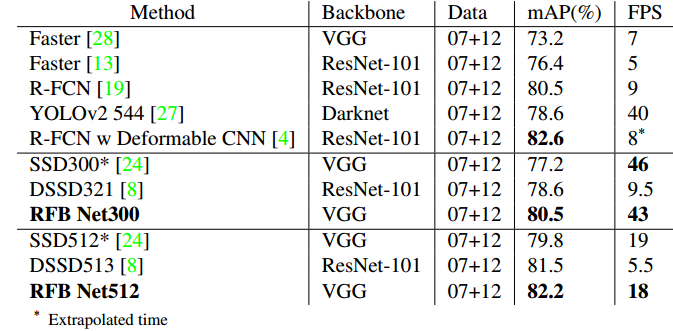 Method Backbone Data mAP(%) FPS
Faster [28] VGG 07+12 73.2 7
Faster [13] ResNet-101 07+12 76.4 5
R-FCN [19] ResNet-101 07+12 80.5 9
YOLOv2 544 [27] Darknet 07+12 78.6 40
R-FCN w Deformable CNN [4] ResNet-101 07+12 82.6 8*
SSD300* [24] VGG 07+12 77.2 46
DSSD321 [8] ResNet-101 07+12 78.6 9.5
RFB Net300 VGG 07+12 80.5 43
SSD512* [24] VGG 07+12 79.8 19
DSSD513 [8] ResNet-101 07+12 81.5 5.5
RFB Net512 VGG 07+12 82.2 18
* Extrapolated time